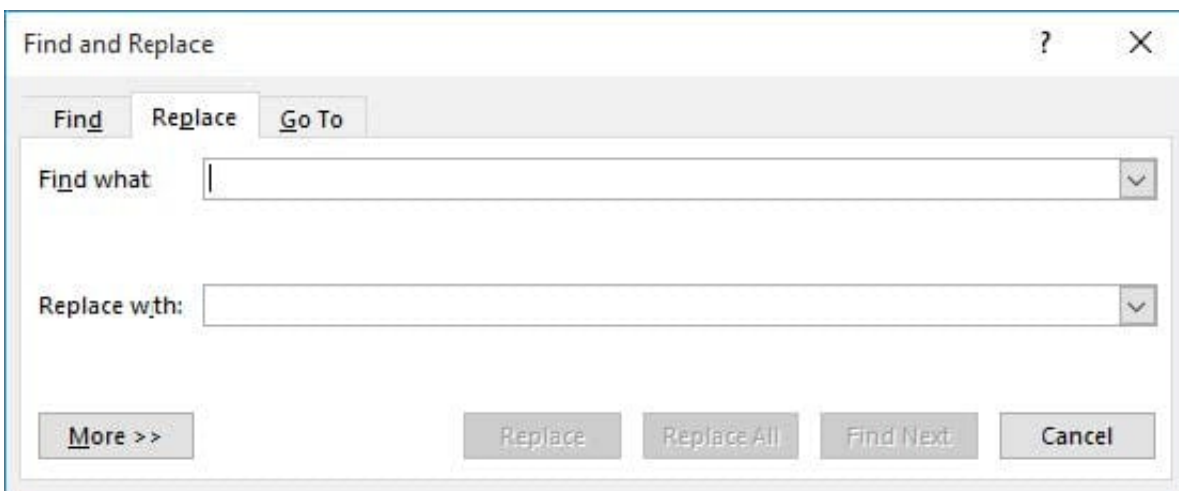 Find and Replace ?
Find Replace Go To
Find what
Replace with:
More >> Replace Replace All Find Next Cancel